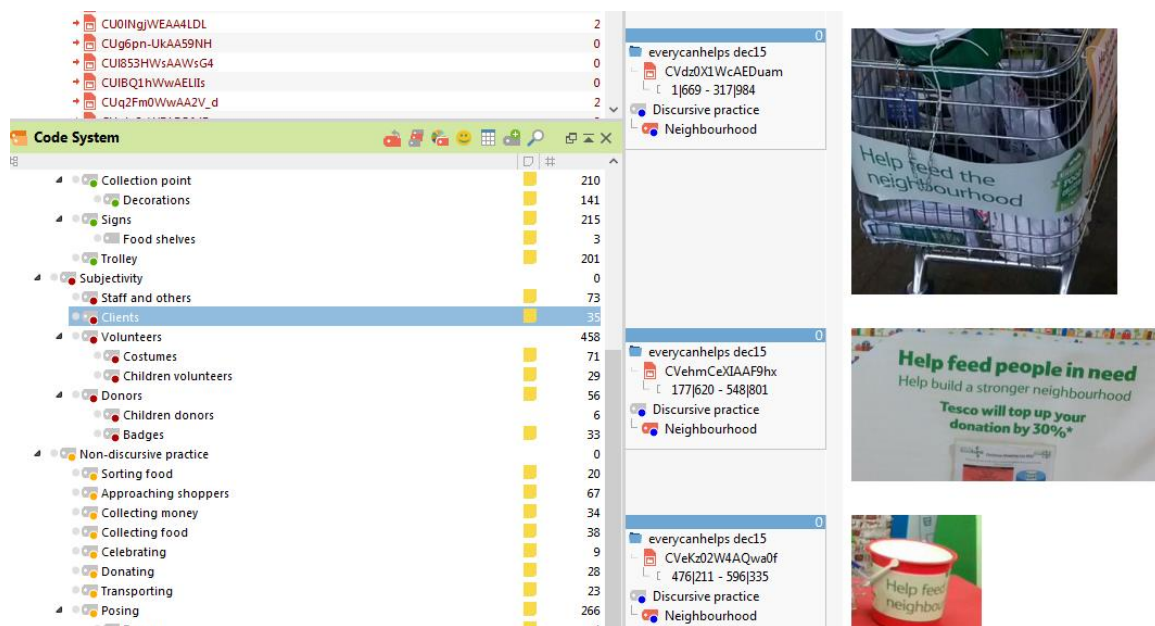 CU0INgjWEAA4LDL 2
CUg6pn-UkAA59NH 0
CUI853HWsAAWsG4 0
CUIBQ1hWwAELIIs 0
CUq2Fm0WwAA2V_d 2
Code System
#
Collection point 210
Decorations 141
Signs 215
Food shelves 3
Trolley 201
Subjectivity 0
Staff and others 73
Clients 35
Volunteers 458
Costumes 71
Children volunteers 29
Donors 56
Children donors 6
Badges 33
Non-discursive practice 0
Sorting food 20
Approaching shoppers 67
Collecting money 34
Collecting food 38
Celebrating 9
Donating 28
Transporting 23
Posing 266
0
everycanhelps dec15
CVdz0X1WcAEDuam
1|669 - 317|984
Discursive practice
Neighbourhood
0
everycanhelps dec15
CVehmCeXIAAF9hx
177|620 - 548|801
Discursive practice
Neighbourhood
0
everycanhelps dec15
CVeKz02W4AQwa0f
476|211 - 596|335
Discursive practice
Neighbourhood
Help feed the
neighbourhood
Help feed people in need
Help build a stronger neighbourhood
Tesco will top up your
donation by 30%*
Help feed
neighbou